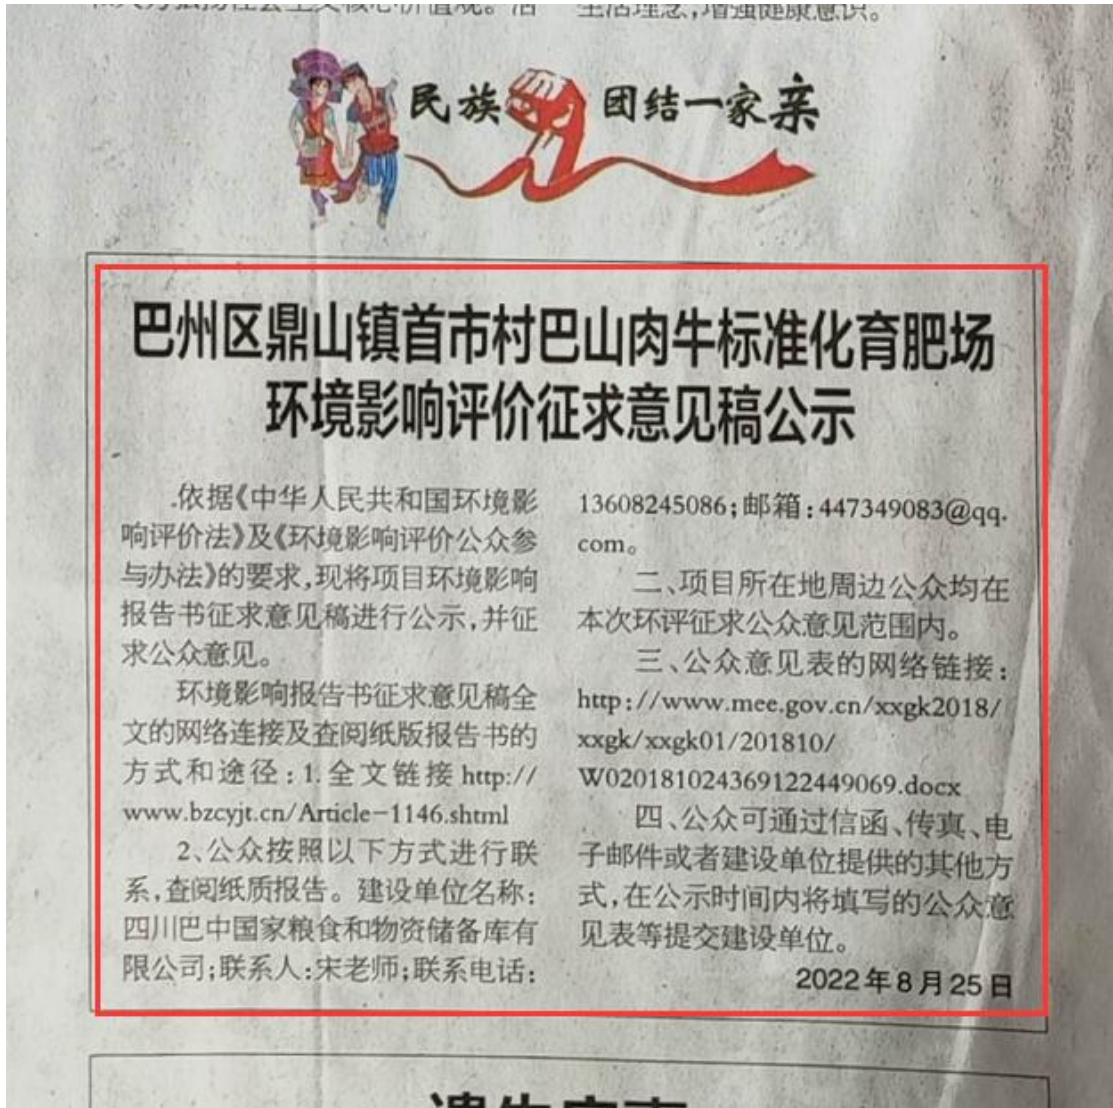 生活理念,增强健康意识。
民族团结一家亲
巴州区鼎山镇首市村巴山肉牛标准化育肥场
环境影响评价征求意见稿公示
.依据《中华人民共和国环境影
响评价法》及《环境影响评价公众参
与办法》的要求,现将项目环境影响
报告书征求意见稿进行公示,并征
求公众意见。
环境影响报告书征求意见稿全
文的网络连接及查阅纸版报告书的
方式和途径:1.全文链接 http://
www.bzcyjt.cn/Article-1146.shtml
2、公众按照以下方式进行联
系,查阅纸质报告。建设单位名称:
四川巴中国家粮食和物资储备库有
限公司;联系人:宋老师;联系电话:
13608245086;邮箱:447349083@qq.
com。
二、项目所在地周边公众均在
本次环评征求公众意见范围内。
三、公众意见表的网络链接:
http://www.mee.gov.cn/xxgk2018/
xxgk/xxgk01/201810/
W020181024369122449069.docx
四、公众可通过信函、传真、电
子邮件或者建设单位提供的其他方
式,在公示时间内将填写的公众意
见表等提交建设单位。
2022年8月25日